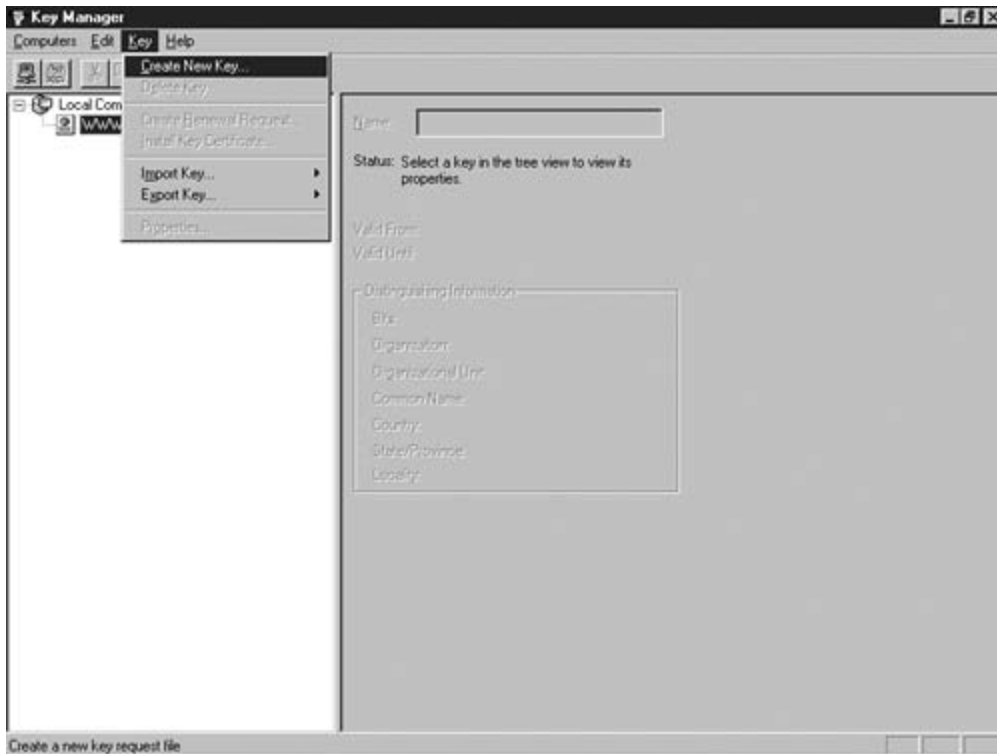 Key Manager
Computers Edit Key Help
Create New Key...
Delete Key
Local Com
WWW
Create Renewal Request...
Install Key Certificate...
Import Key...
Export Key...
Properties...
Name:
Status: Select a key in the tree view to view its
properties.
Valid From:
Valid Until:
Distinguishing Information
Bits:
Organization:
Organizational Unit:
Common Name:
Country:
State/Province:
Locality:
Create a new key request file